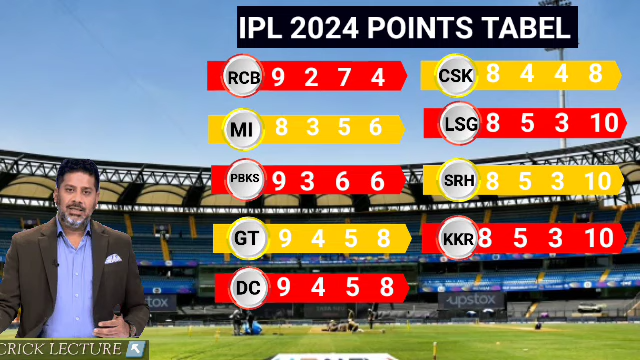 IPL 2024 POINTS TABEL
RCB 9 2 7 4
MI 8 3 5 6
PBKS 9 3 6 6
GT 9 4 5 8
DC 9 4 5 8
CSK 8 4 4 8
LSG 8 5 3 10
SRH 8 5 3 10
KKR 8 5 3 10
upstox
CRICK LECTURE